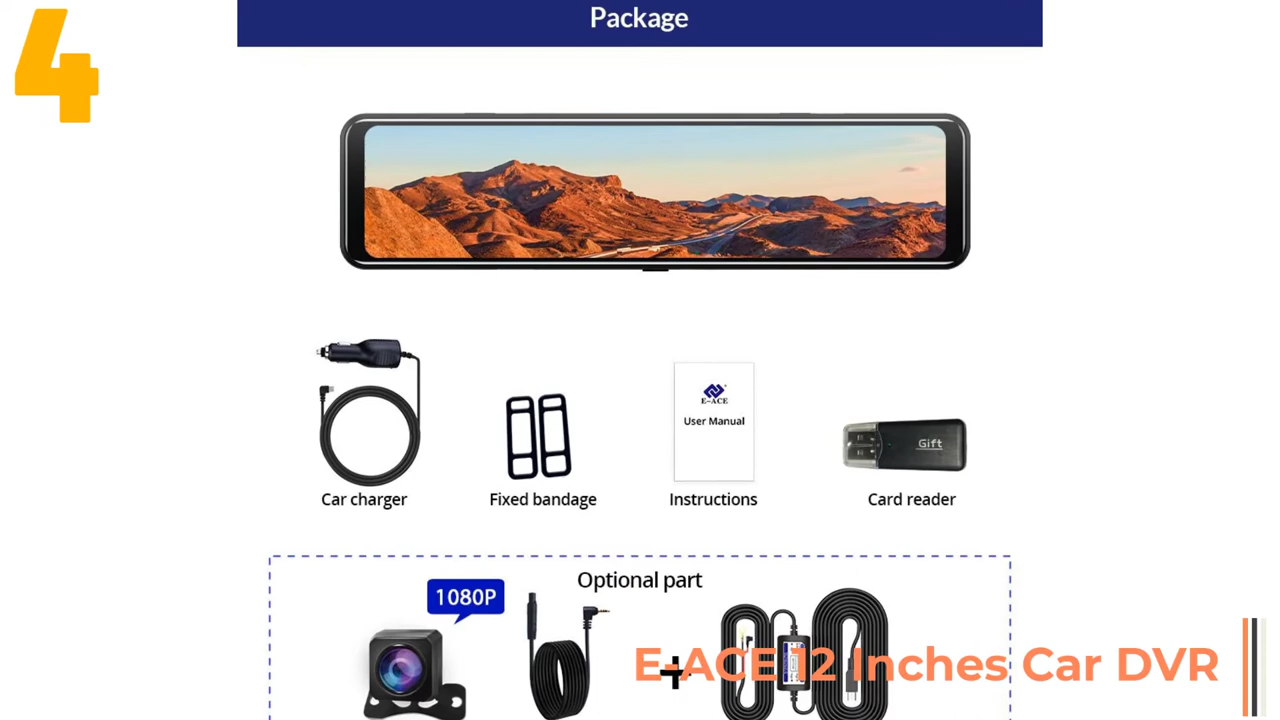 4
Package
E-ACE
User Manual
Gift
Car charger
Fixed bandage
Instructions
Card reader
Optional part
1080P
+
E-ACE 12 Inches Car DVR